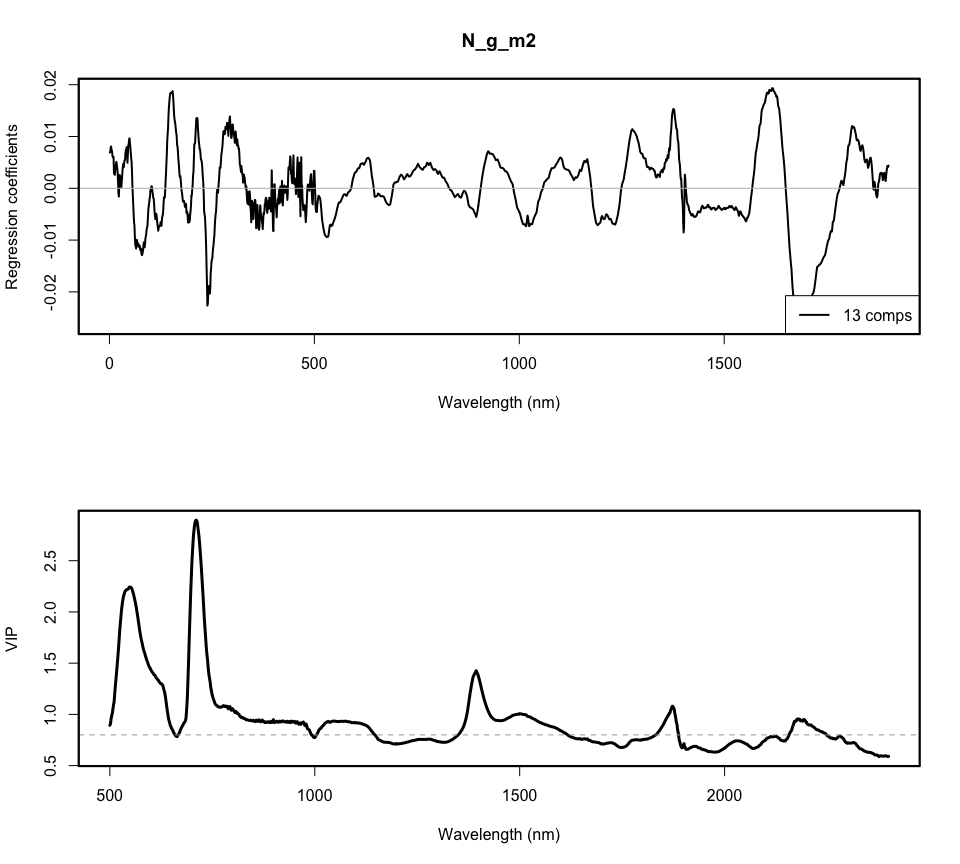 N_g_m2
Regression coefficients
0.02
0.01
0.00
-0.01
-0.02
13 comps
0 500 1000 1500
Wavelength (nm)
VIP
2.5
2.0
1.5
1.0
0.5
500 1000 1500 2000
Wavelength (nm)